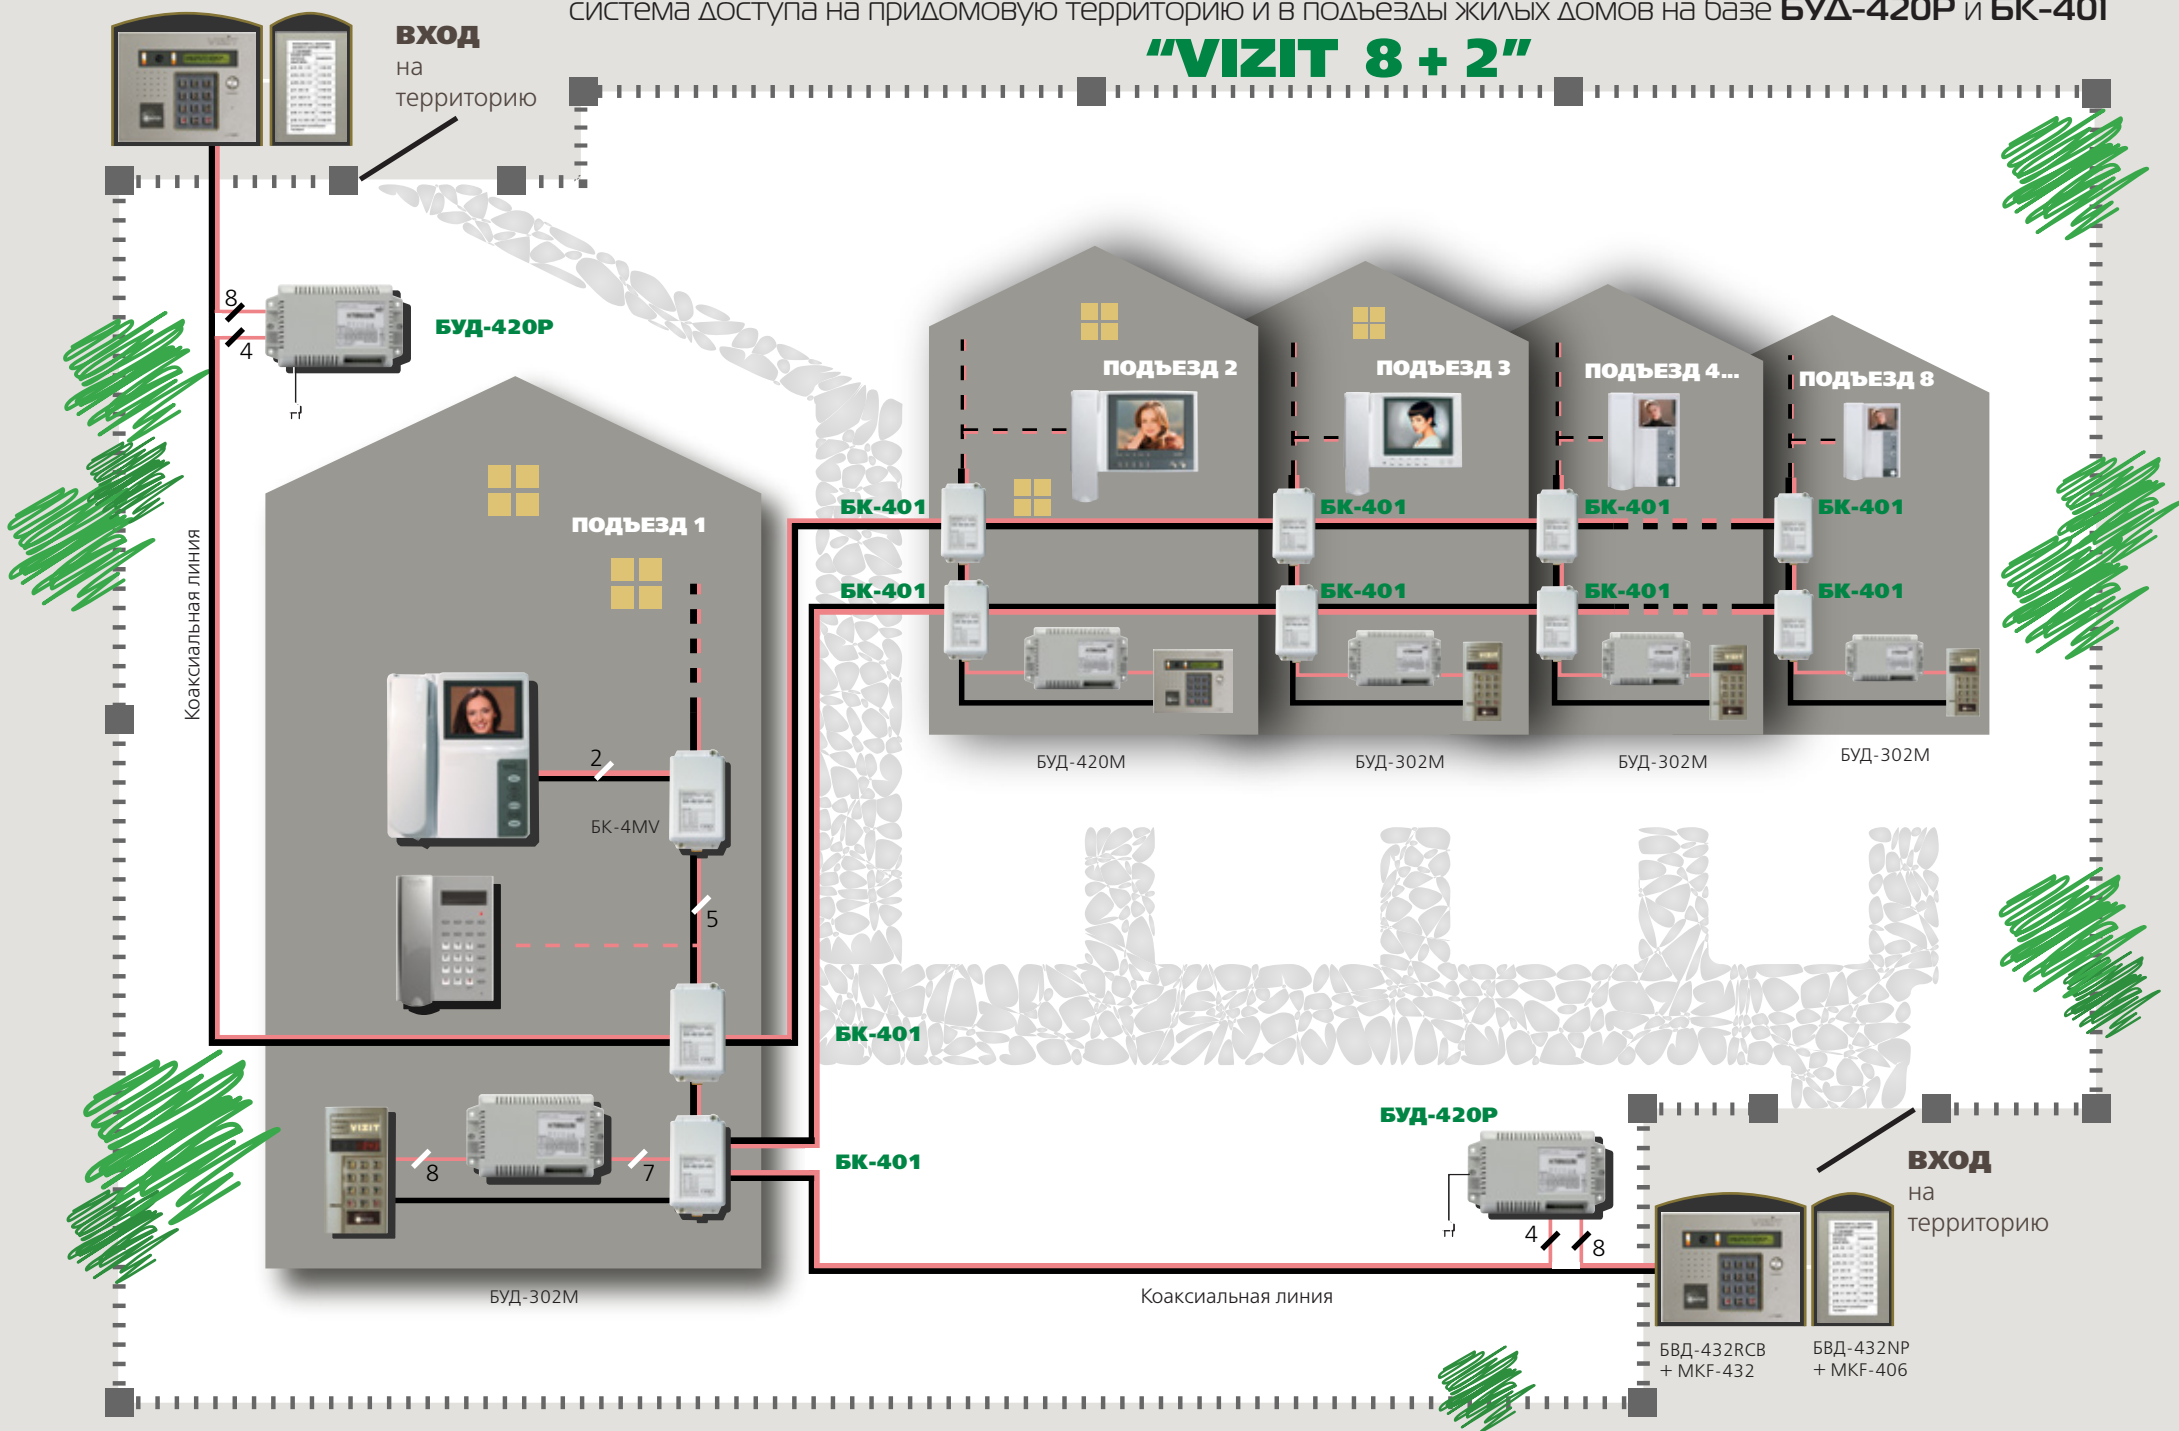 система доступа на придомовую территорию и в подъезды жилых домов на базе БУД-420Р и БК-401
“VIZIT 8 + 2”
ВХОД
на
территорию
8
4
БУД-420Р
ПОДЪЕЗД 2
ПОДЪЕЗД 3
ПОДЪЕЗД 4...
ПОДЪЕЗД 8
БК-401
БК-401
БК-401
БК-401
БК-401
БК-401
БК-401
БК-401
БУД-420М
БУД-302М
БУД-302М
БУД-302М
Коаксиальная линия
ПОДЪЕЗД 1
2
БК-4MV
5
БК-401
VIZIT
8
7
БК-401
БУД-302М
БУД-420Р
4
8
Коаксиальная линия
ВХОД
на
территорию
БВД-432RCB
+ MKF-432
БВД-432NP
+ MKF-406